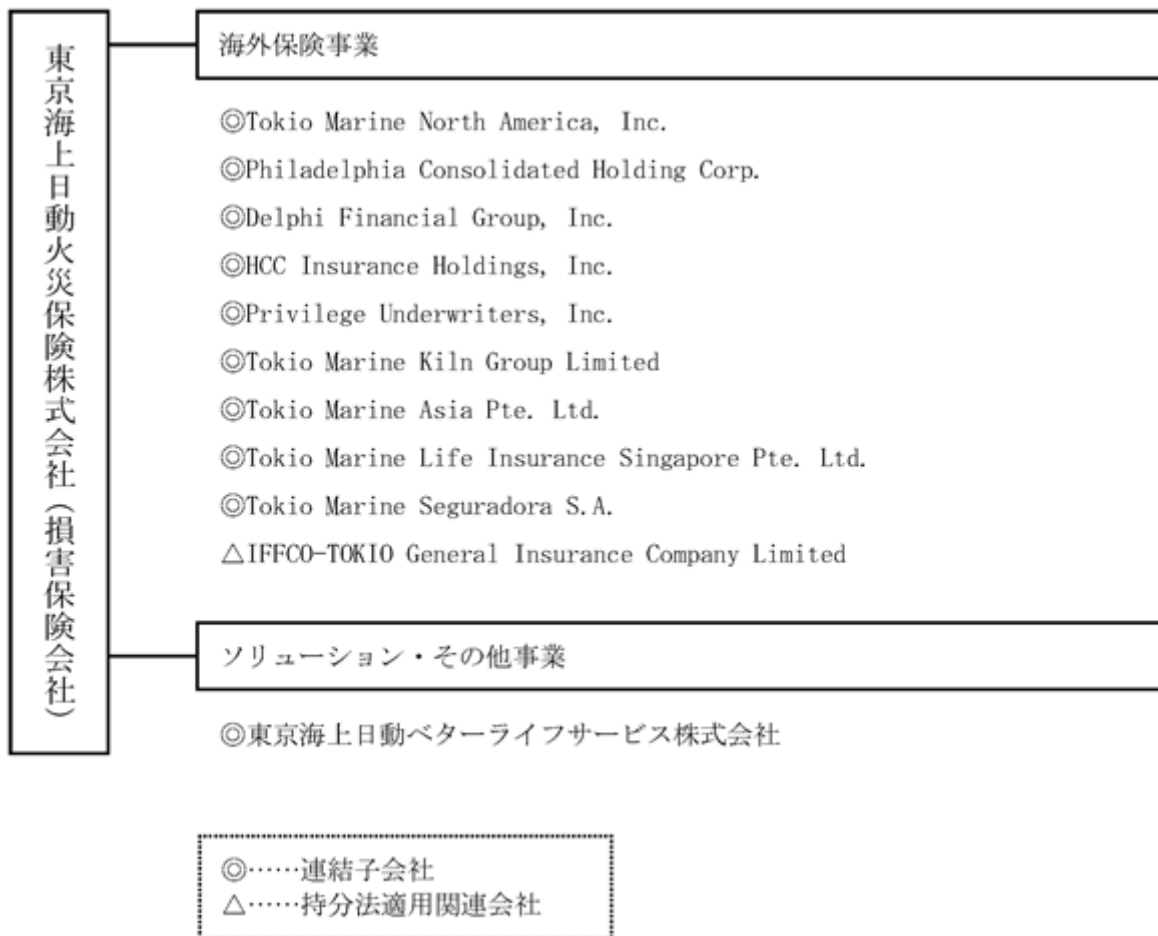 東京海上日動火災保険株式会社(損害保険会社)
海外保険事業
◎Tokio Marine North America, Inc.
◎Philadelphia Consolidated Holding Corp.
◎Delphi Financial Group, Inc.
◎HCC Insurance Holdings, Inc.
◎Privilege Underwriters, Inc.
◎Tokio Marine Kiln Group Limited
◎Tokio Marine Asia Pte. Ltd.
◎Tokio Marine Life Insurance Singapore Pte. Ltd.
◎Tokio Marine Seguradora S.A.
△IFFCO-TOKIO General Insurance Company Limited
ソリューション・その他事業
◎東京海上日動ベターライフサービス株式会社
◎……連結子会社
△……持分法適用関連会社